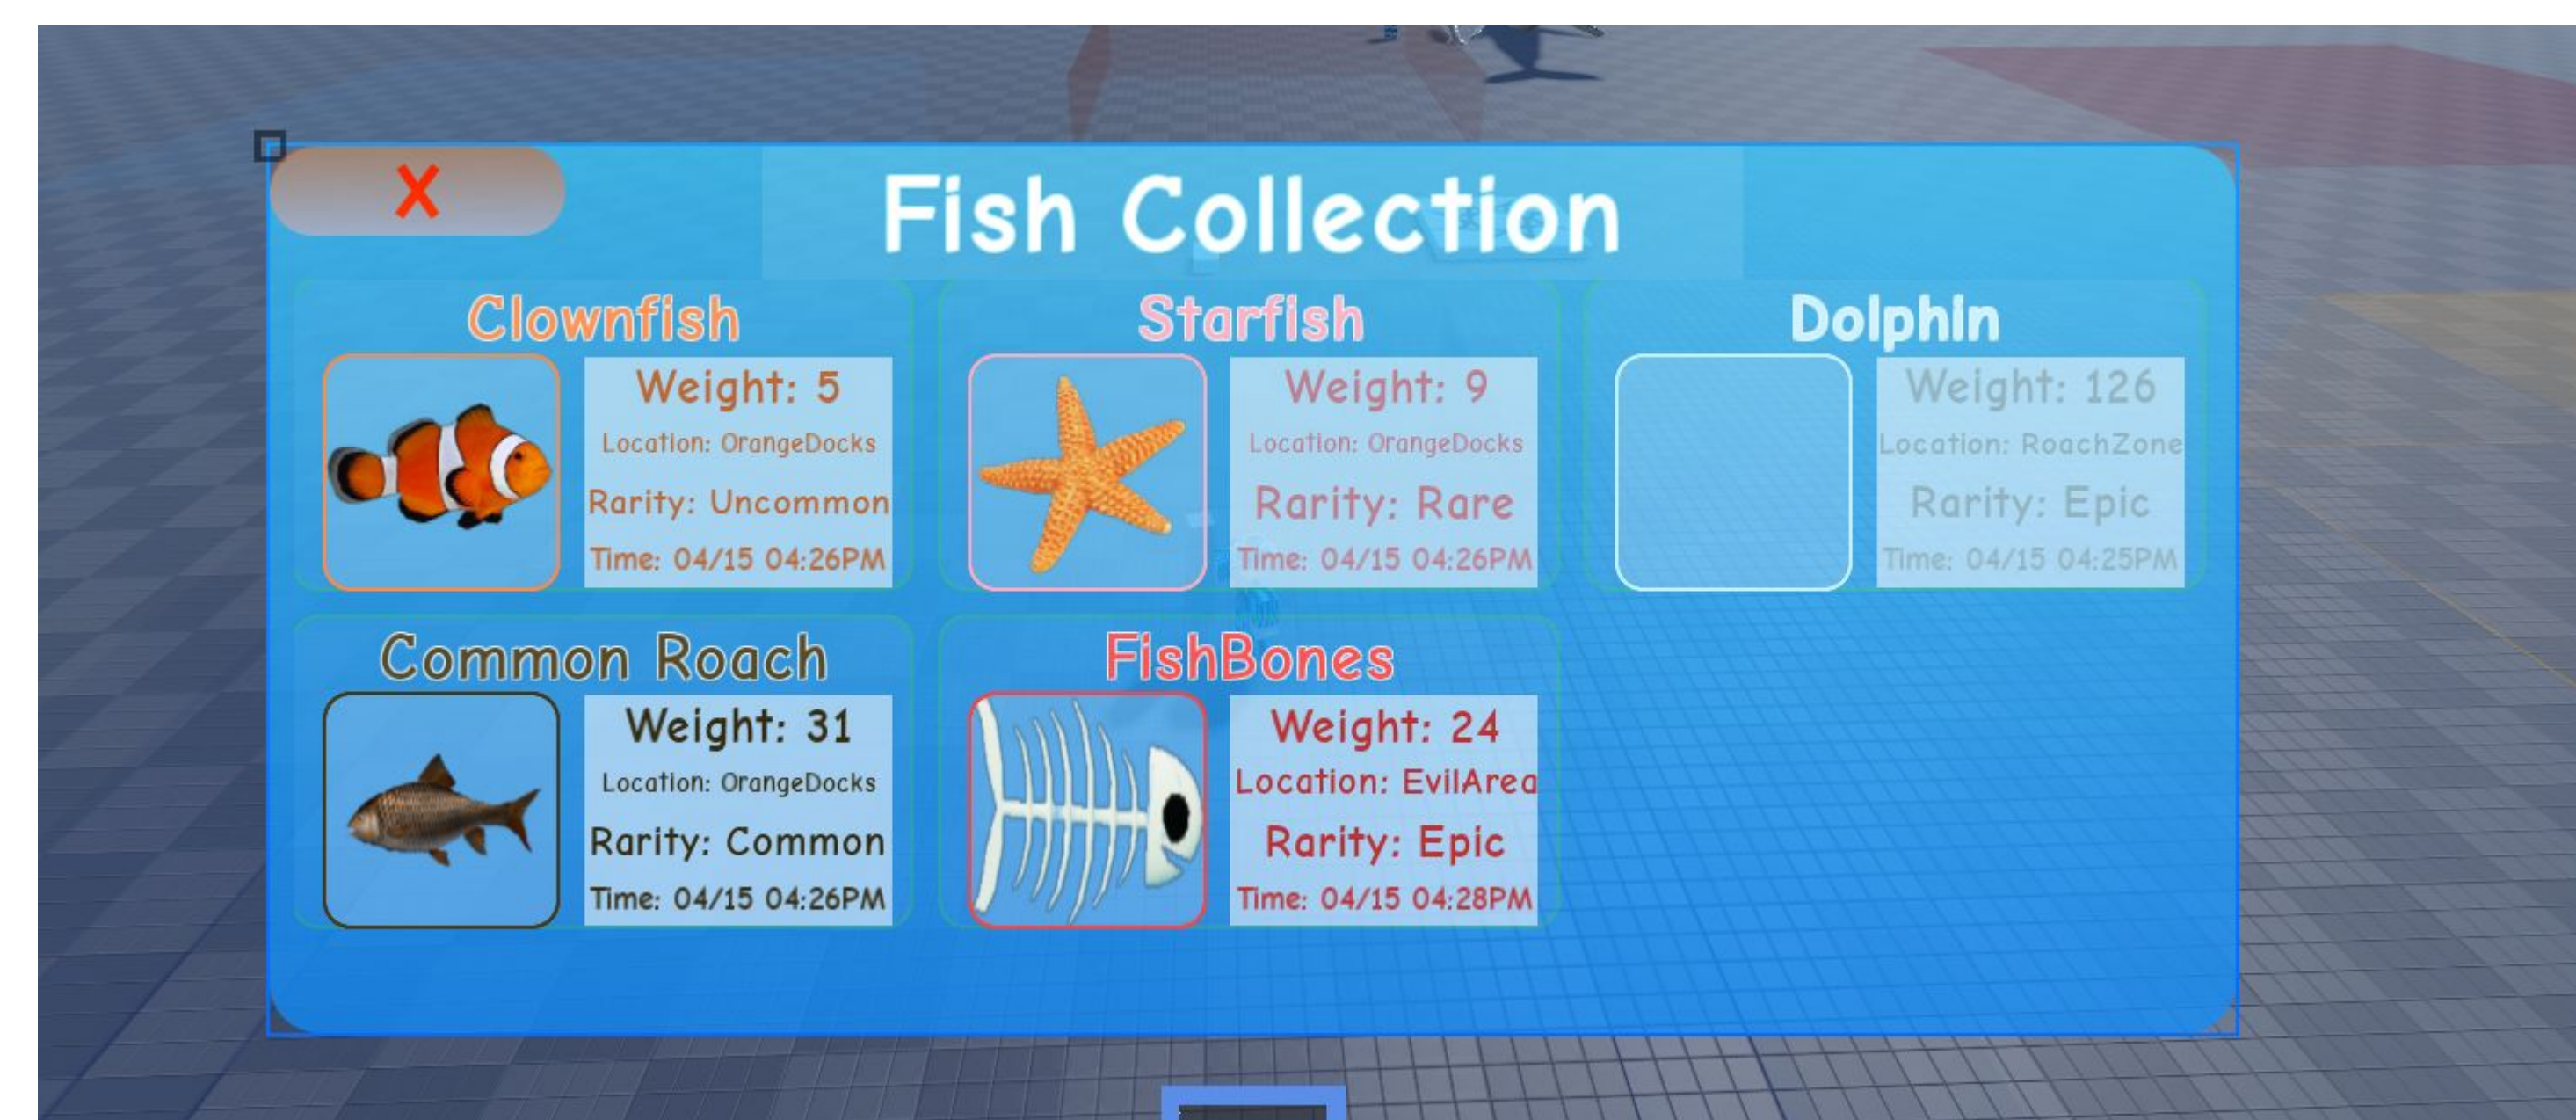 X
Fish Collection
Clownfish
Weight: 5
Location: OrangeDocks
Rarity: Uncommon
Time: 04/15 04:26PM
Starfish
Weight: 9
Location: OrangeDocks
Rarity: Rare
Time: 04/15 04:26PM
Dolphin
Weight: 126
Location: RoachZone
Rarity: Epic
Time: 04/15 04:25PM
Common Roach
Weight: 31
Location: OrangeDocks
Rarity: Common
Time: 04/15 04:26PM
FishBones
Weight: 24
Location: EvilArea
Rarity: Epic
Time: 04/15 04:28PM